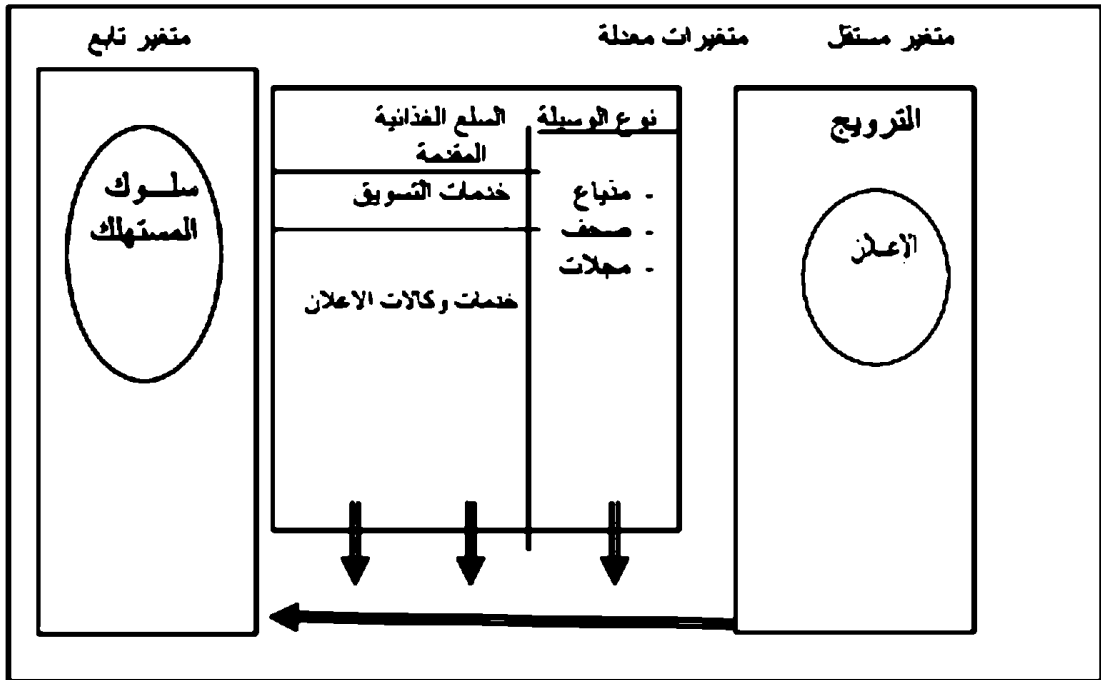 متغير مستقل
متغيرات معدلة
متغير تابع
الترويج
الإعلان
نوع الوسيلة
- مذياع
- صحف
- مجلات
السلع الغذائية
المقدمة
خدمات التسويق
خدمات وكالات الاعلان
سلوك
المستهلك